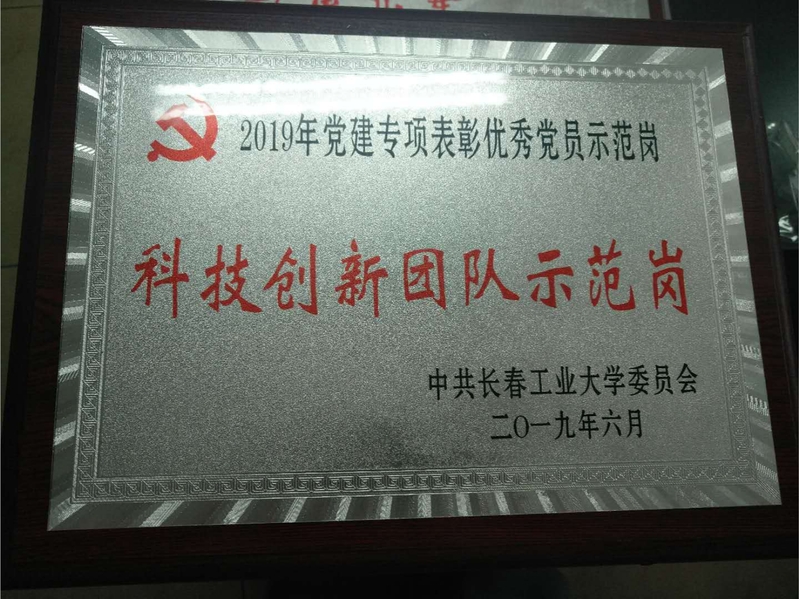 2019年党建专项表彰优秀党员示范岗
科技创新团队示范岗
中共长春工业大学委员会
二〇一九年六月